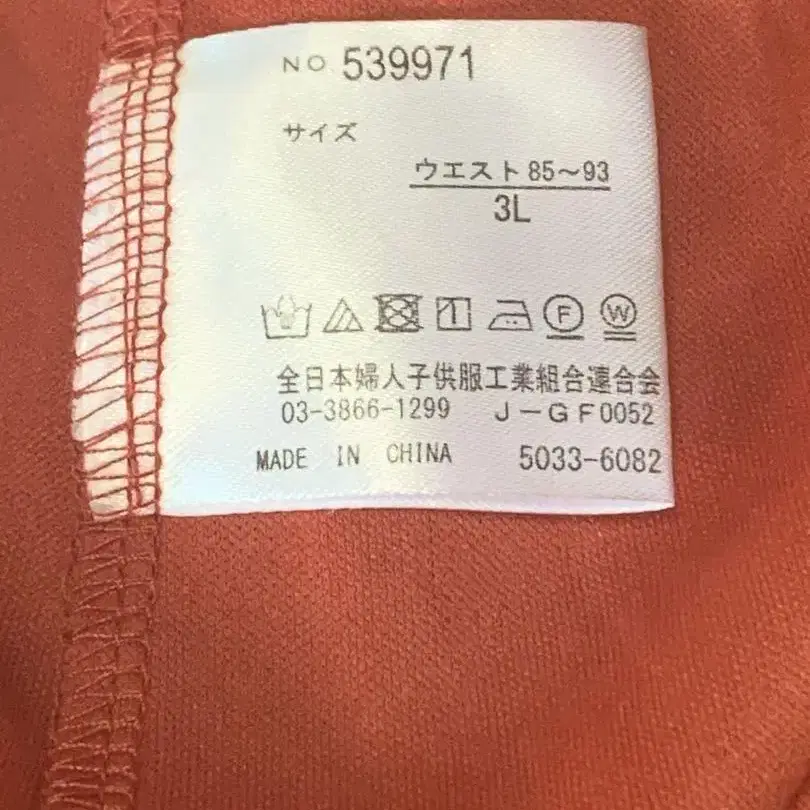 NO 539971
サイズ
ウエスト85～93
3L
F W
全日本婦人子供服工業組合連合会
03-3866-1299 J-GF0052
MADE IN CHINA 5033-6082